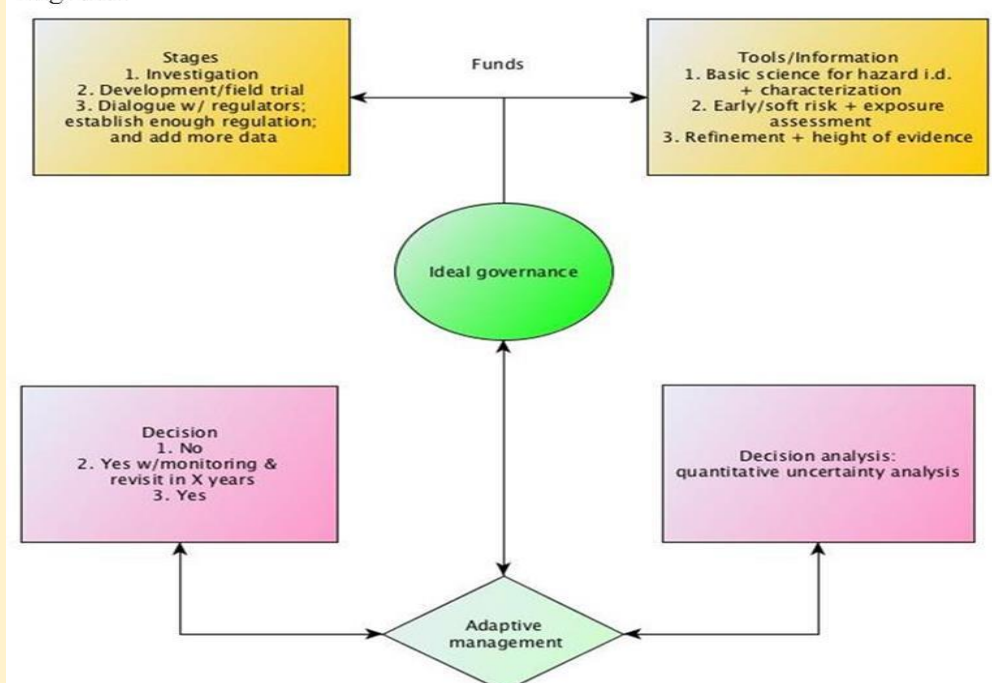 Stages
1. Investigation
2. Development/field trial
3. Dialogue w/ regulators;
establish enough regulation;
and add more data
Funds
Tools/Information
1. Basic science for hazard i.d.
+ characterization
2. Early/soft risk + exposure
assessment
3. Refinement + height of evidence
Ideal governance
Decision
1. No
2. Yes w/monitoring &
revisit in X years
3. Yes
Decision analysis:
quantitative uncertainty analysis
Adaptive
management